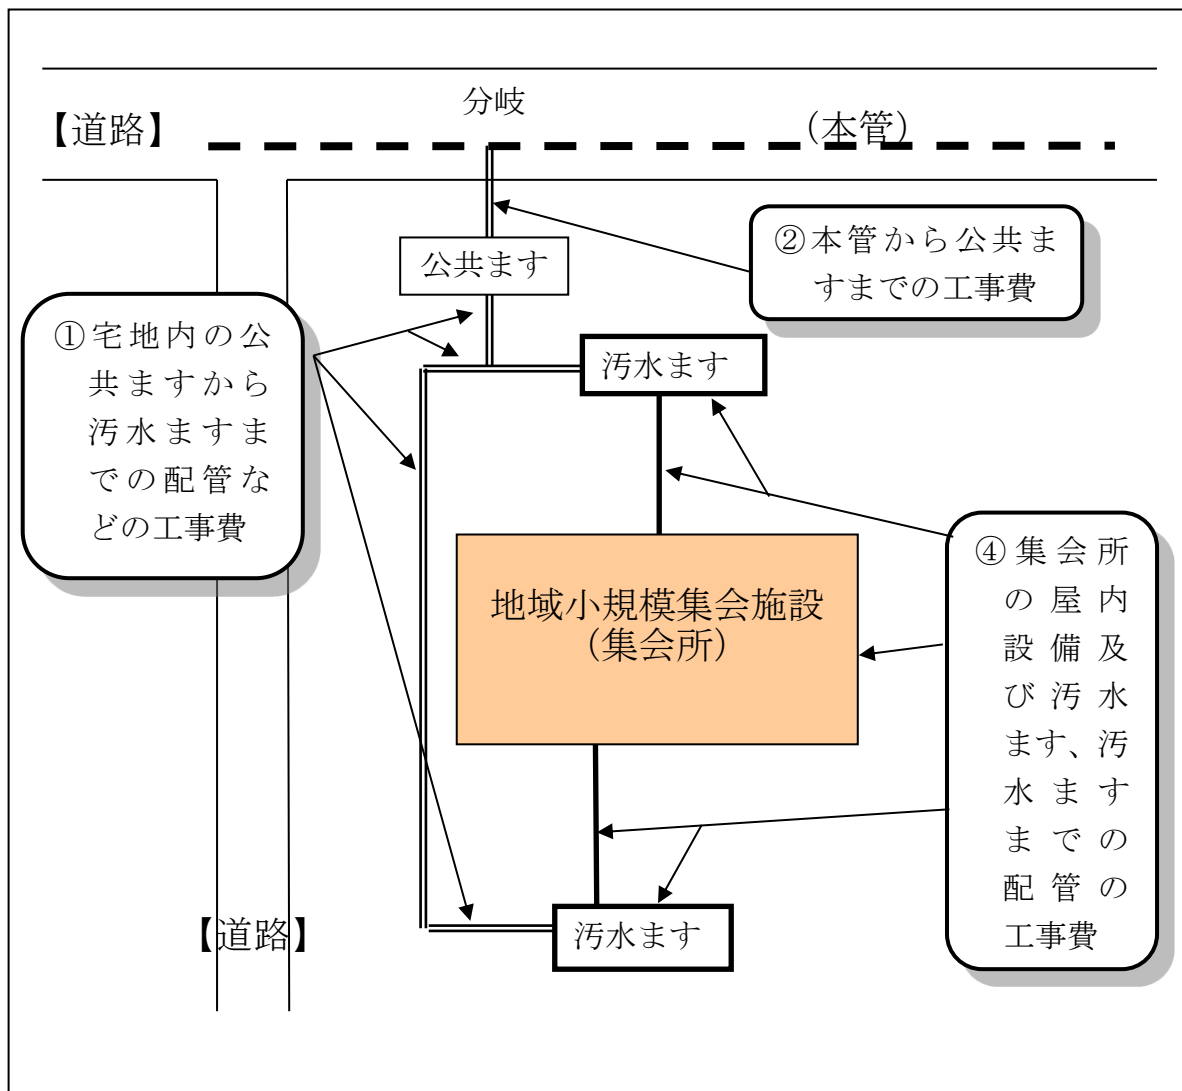 分岐
【道路】
（本管）
②本管から公共ま
すまでの工事費
公共ます
①宅地内の公
共ますから
汚水ますま
での配管な
どの工事費
汚水ます
④集会所
の屋内
設備及
び汚水
ます、汚
水ます
までの
配管の
工事費
地域小規模集会施設
（集会所）
汚水ます
【道路】